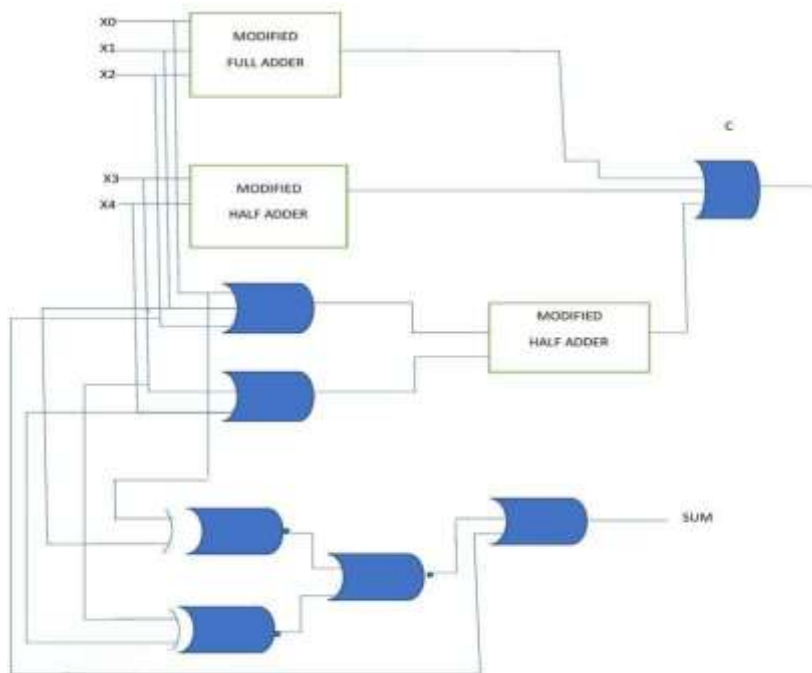 X0
X1
X2
MODIFIED
FULL ADDER
C
X3
X4
MODIFIED
HALF ADDER
MODIFIED
HALF ADDER
SUM